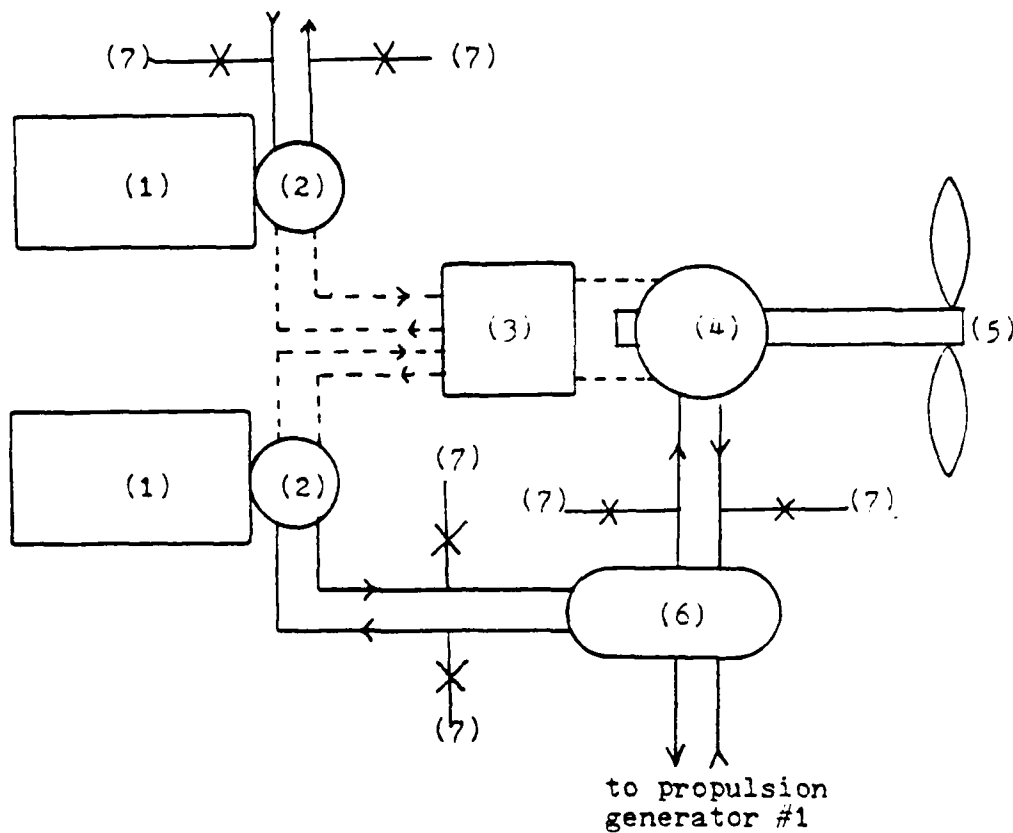 (7) (7)
(1) (2)
(3) (4) (5)
(1) (2)
(7)
(7) (7)
(6)
(7)
to propulsion
generator #1